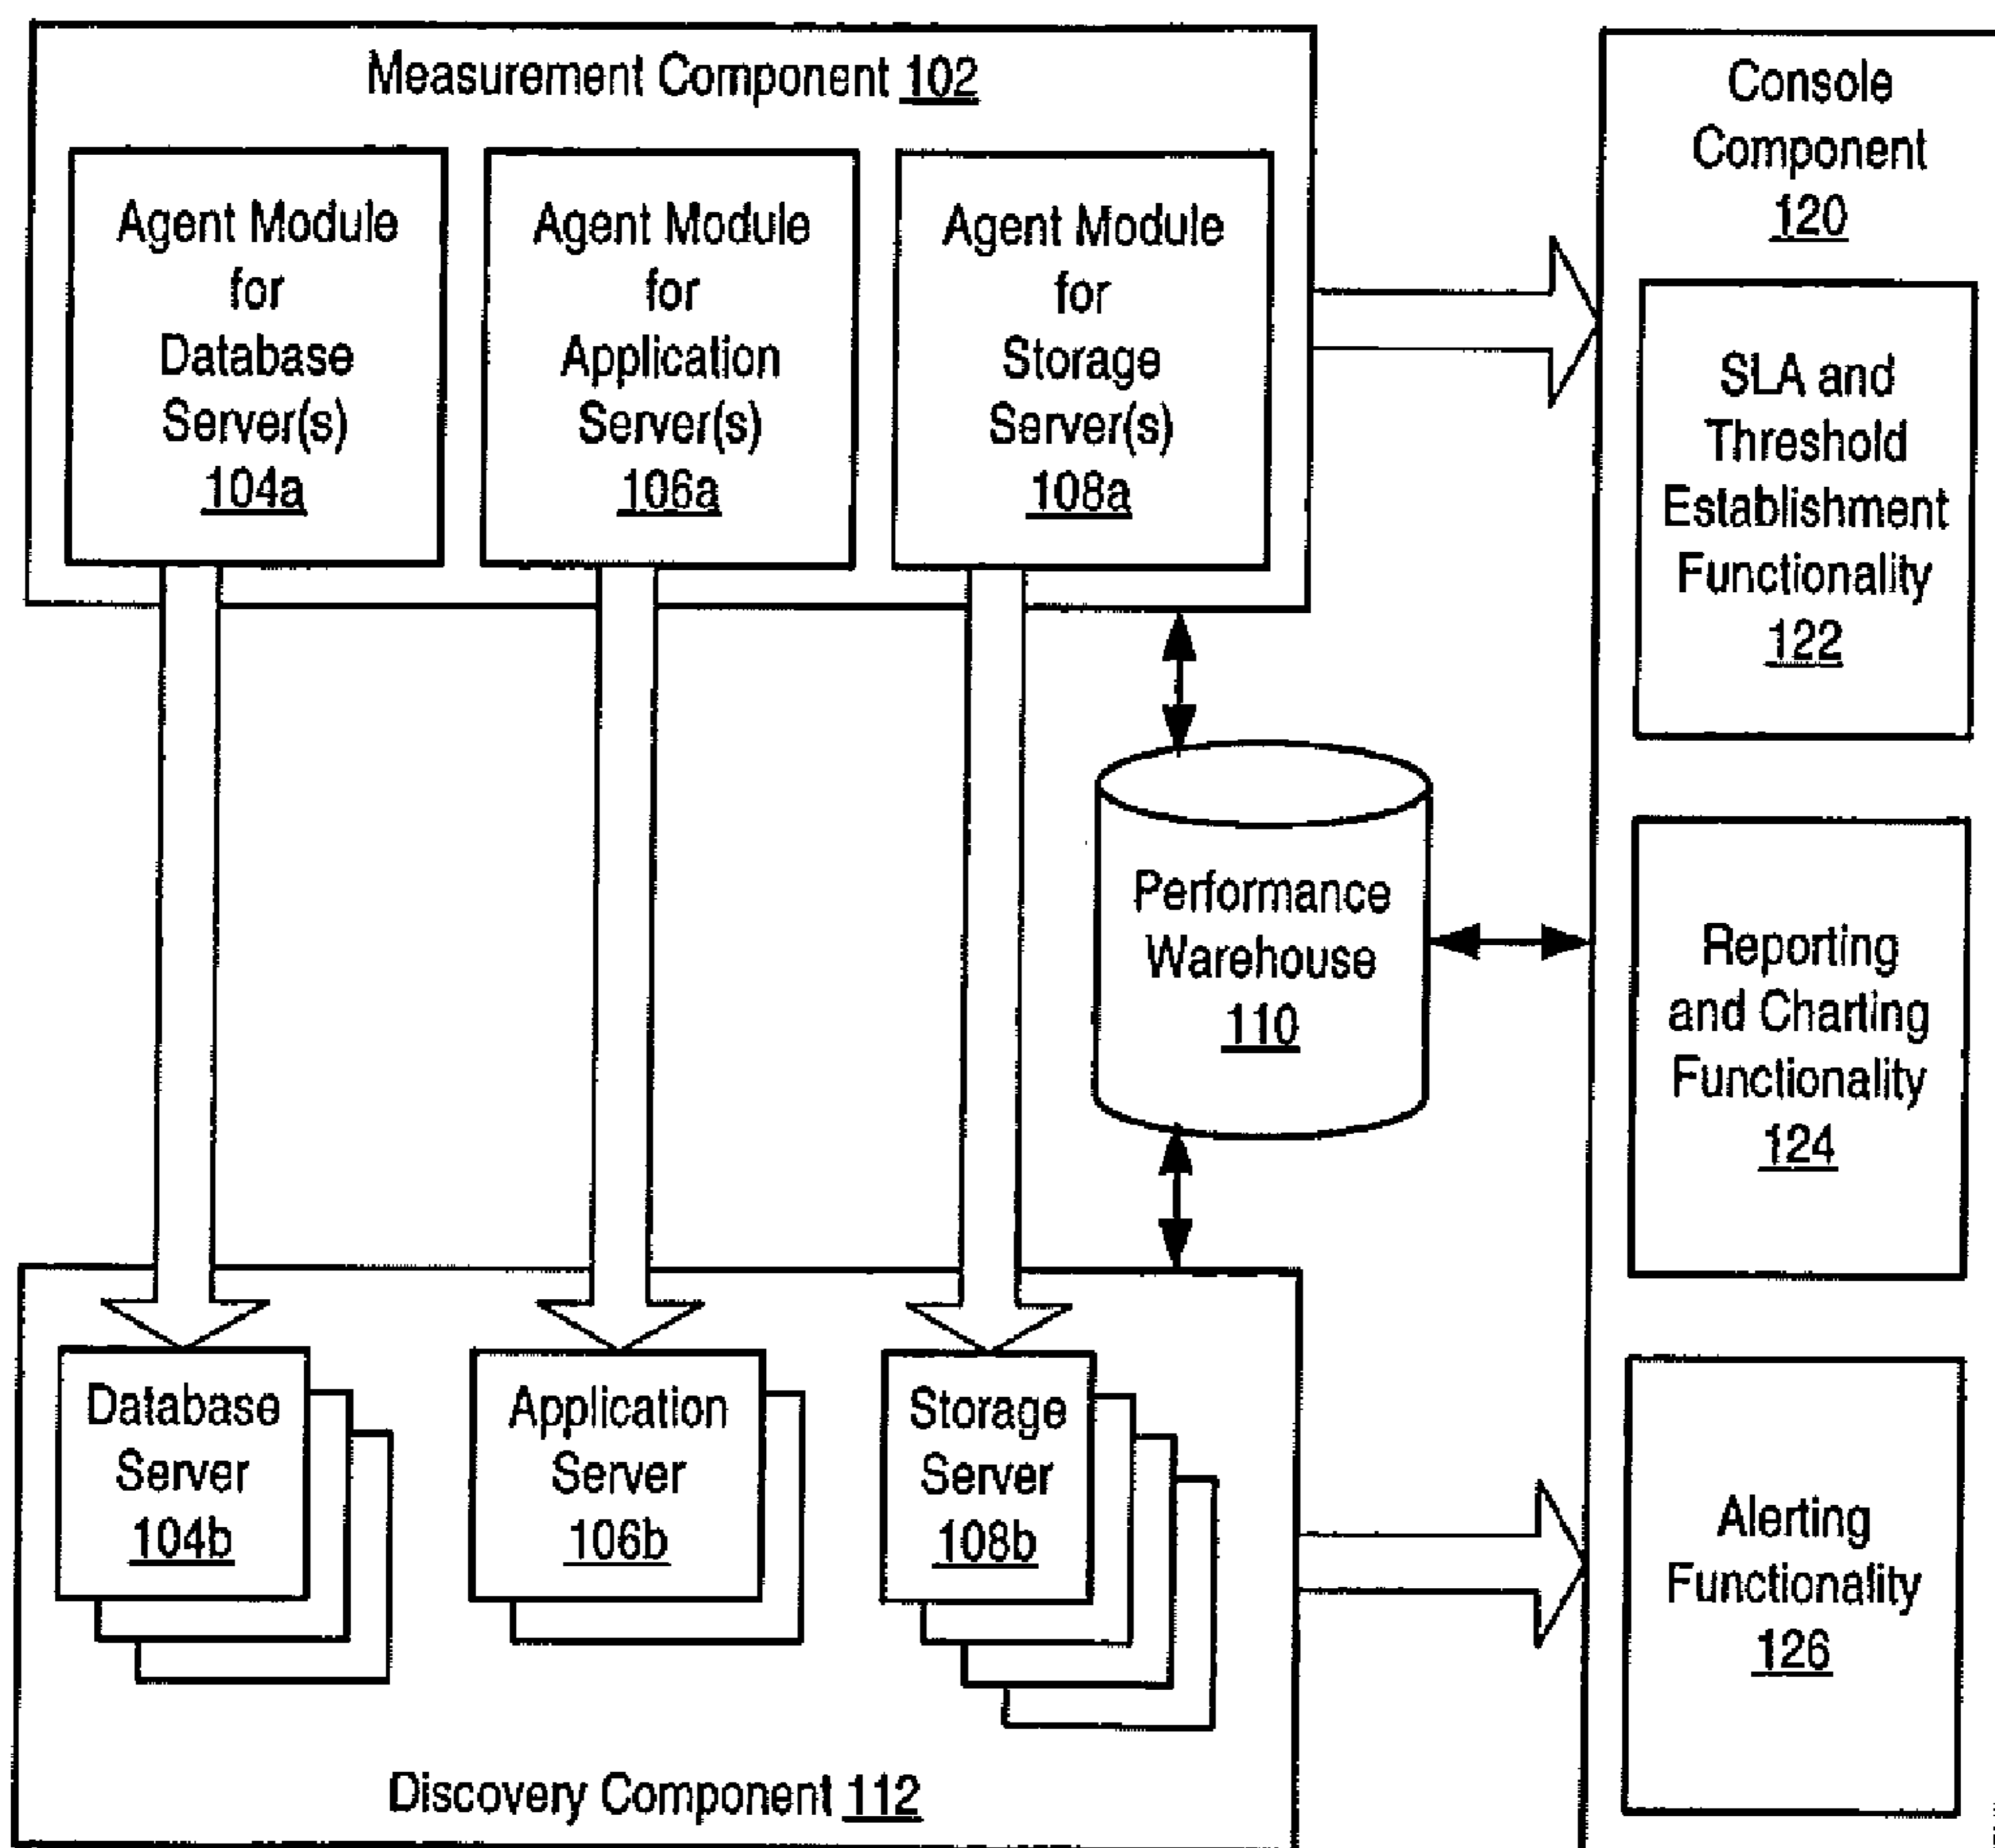 Measurement Component 102
Agent Module
for
Database
Server(s)
104a
Agent Module
for
Application
Server(s)
106a
Agent Module
for
Storage
Server(s)
108a
Console
Component
120
SLA and
Threshold
Establishment
Functionality
122
Performance
Warehouse
110
Reporting
and Charting
Functionality
124
Database
Server
104b
Application
Server
106b
Storage
Server
108b
Alerting
Functionality
126
Discovery Component 112